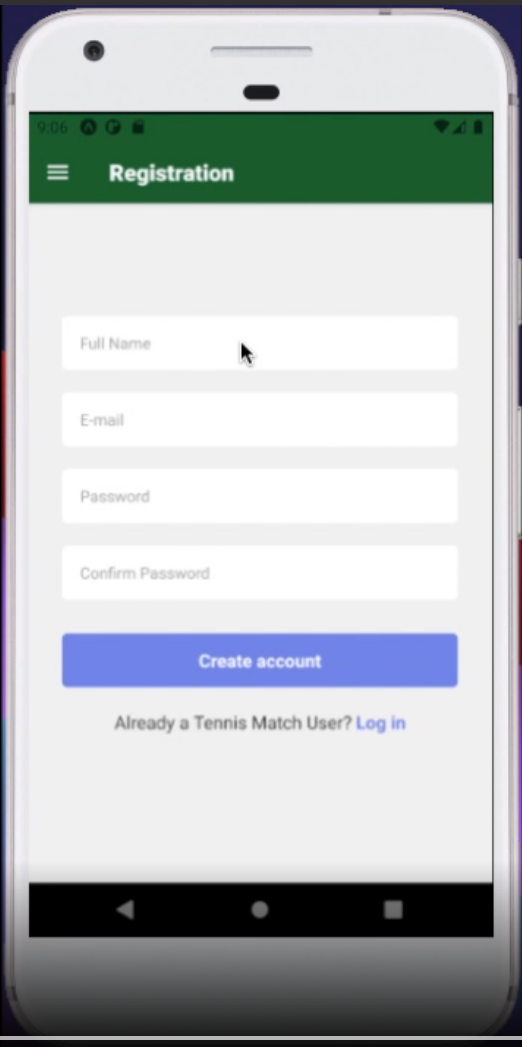 9:06
Registration
Full Name
E-mail
Password
Confirm Password
Create account
Already a Tennis Match User? Log in